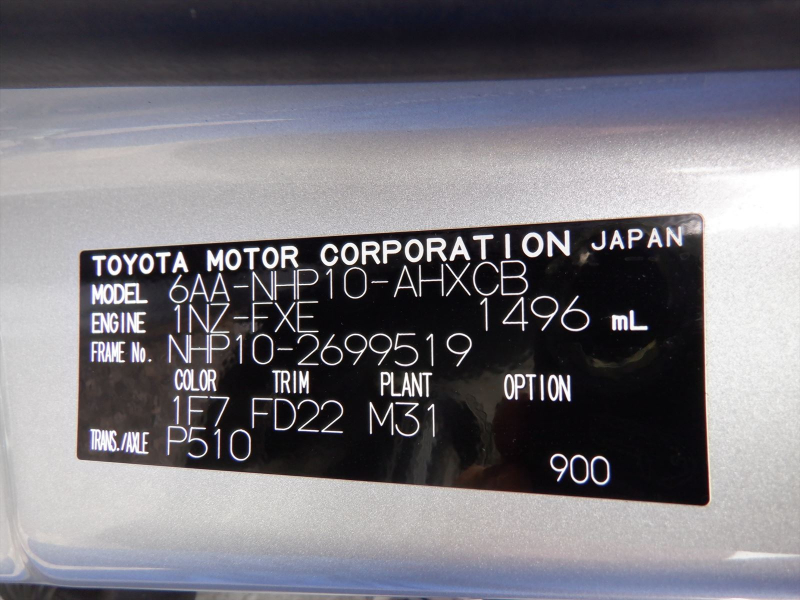 TOYOTA MOTOR CORPORATION JAPAN
MODEL 6AA-NHP10-AHXCB
ENGINE 1NZ-FXE 1496 mL
FRAME No. NHP10-2699519
COLOR TRIM PLANT OPTION
1F7 FD22 M31
TRANS./AXLE P510
900